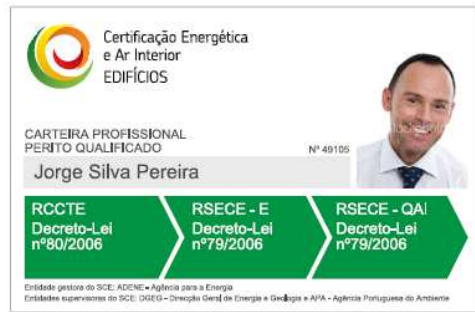 Certificação Energética
e Ar Interior
EDIFÍCIOS
CARTEIRA PROFISSIONAL
PERITO QUALIFICADO
Nº 49105
Jorge Silva Pereira
RCCTE
Decreto-Lei
nº80/2006
RSECE - E
Decreto-Lei
nº79/2006
RSECE - QAI
Decreto-Lei
nº79/2006
Entidade gestora do SCE: ADENE - Agência para a Energia
Entidades supervisoras do SCE: DGEG - Direcção Geral de Energia e Geologia e APA - Agência Portuguesa do Ambiente